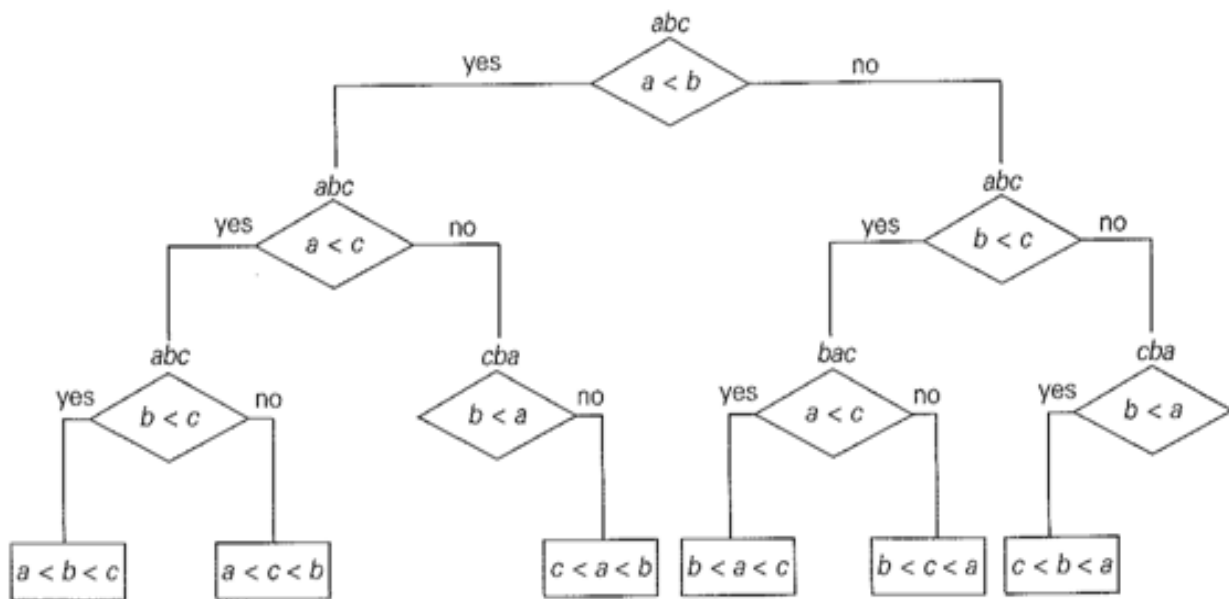 abc
yes
a < b
no
abc
abc
yes
a < c
no
yes
b < c
no
abc
cba
bac
cba
yes
b < c
no
b < a
no
yes
a < c
no
yes
b < a
a < b < c
a < c < b
c < a < b
b < a < c
b < c < a
c < b < a